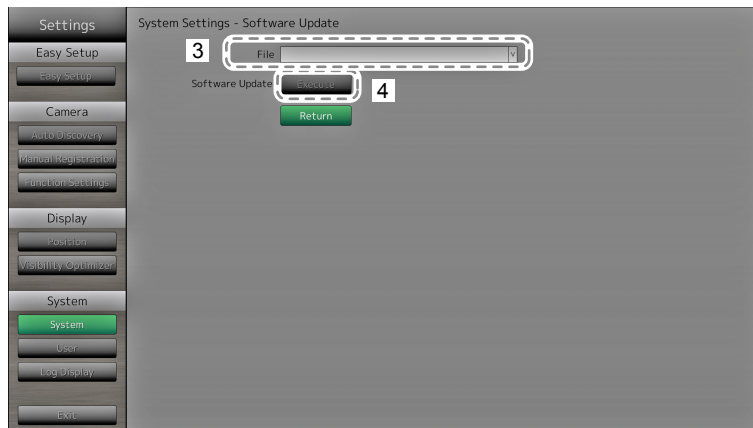 Settings
Easy Setup
Easy Setup
Camera
Auto Discovery
Manual Registration
Function Settings
Display
Position
Visibility Optimizer
System
System
User
Log Display
Exit
System Settings - Software Update
3
File
Software Update
Execute
4
Return